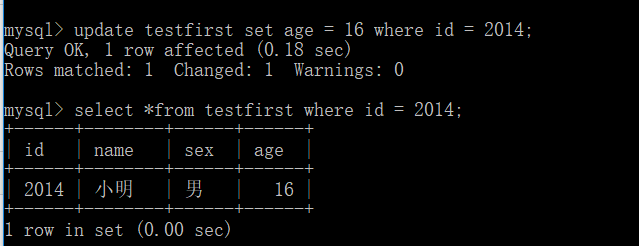 mysql> update testfirst set age = 16 where id = 2014;
Query OK, 1 row affected (0.18 sec)
Rows matched: 1  Changed: 1  Warnings: 0
mysql> select *from testfirst where id = 2014;
+------+--------+------+------+
| id   | name   | sex  | age  |
+------+--------+------+------+
| 2014 | 小明   | 男   |   16 |
+------+--------+------+------+
1 row in set (0.00 sec)